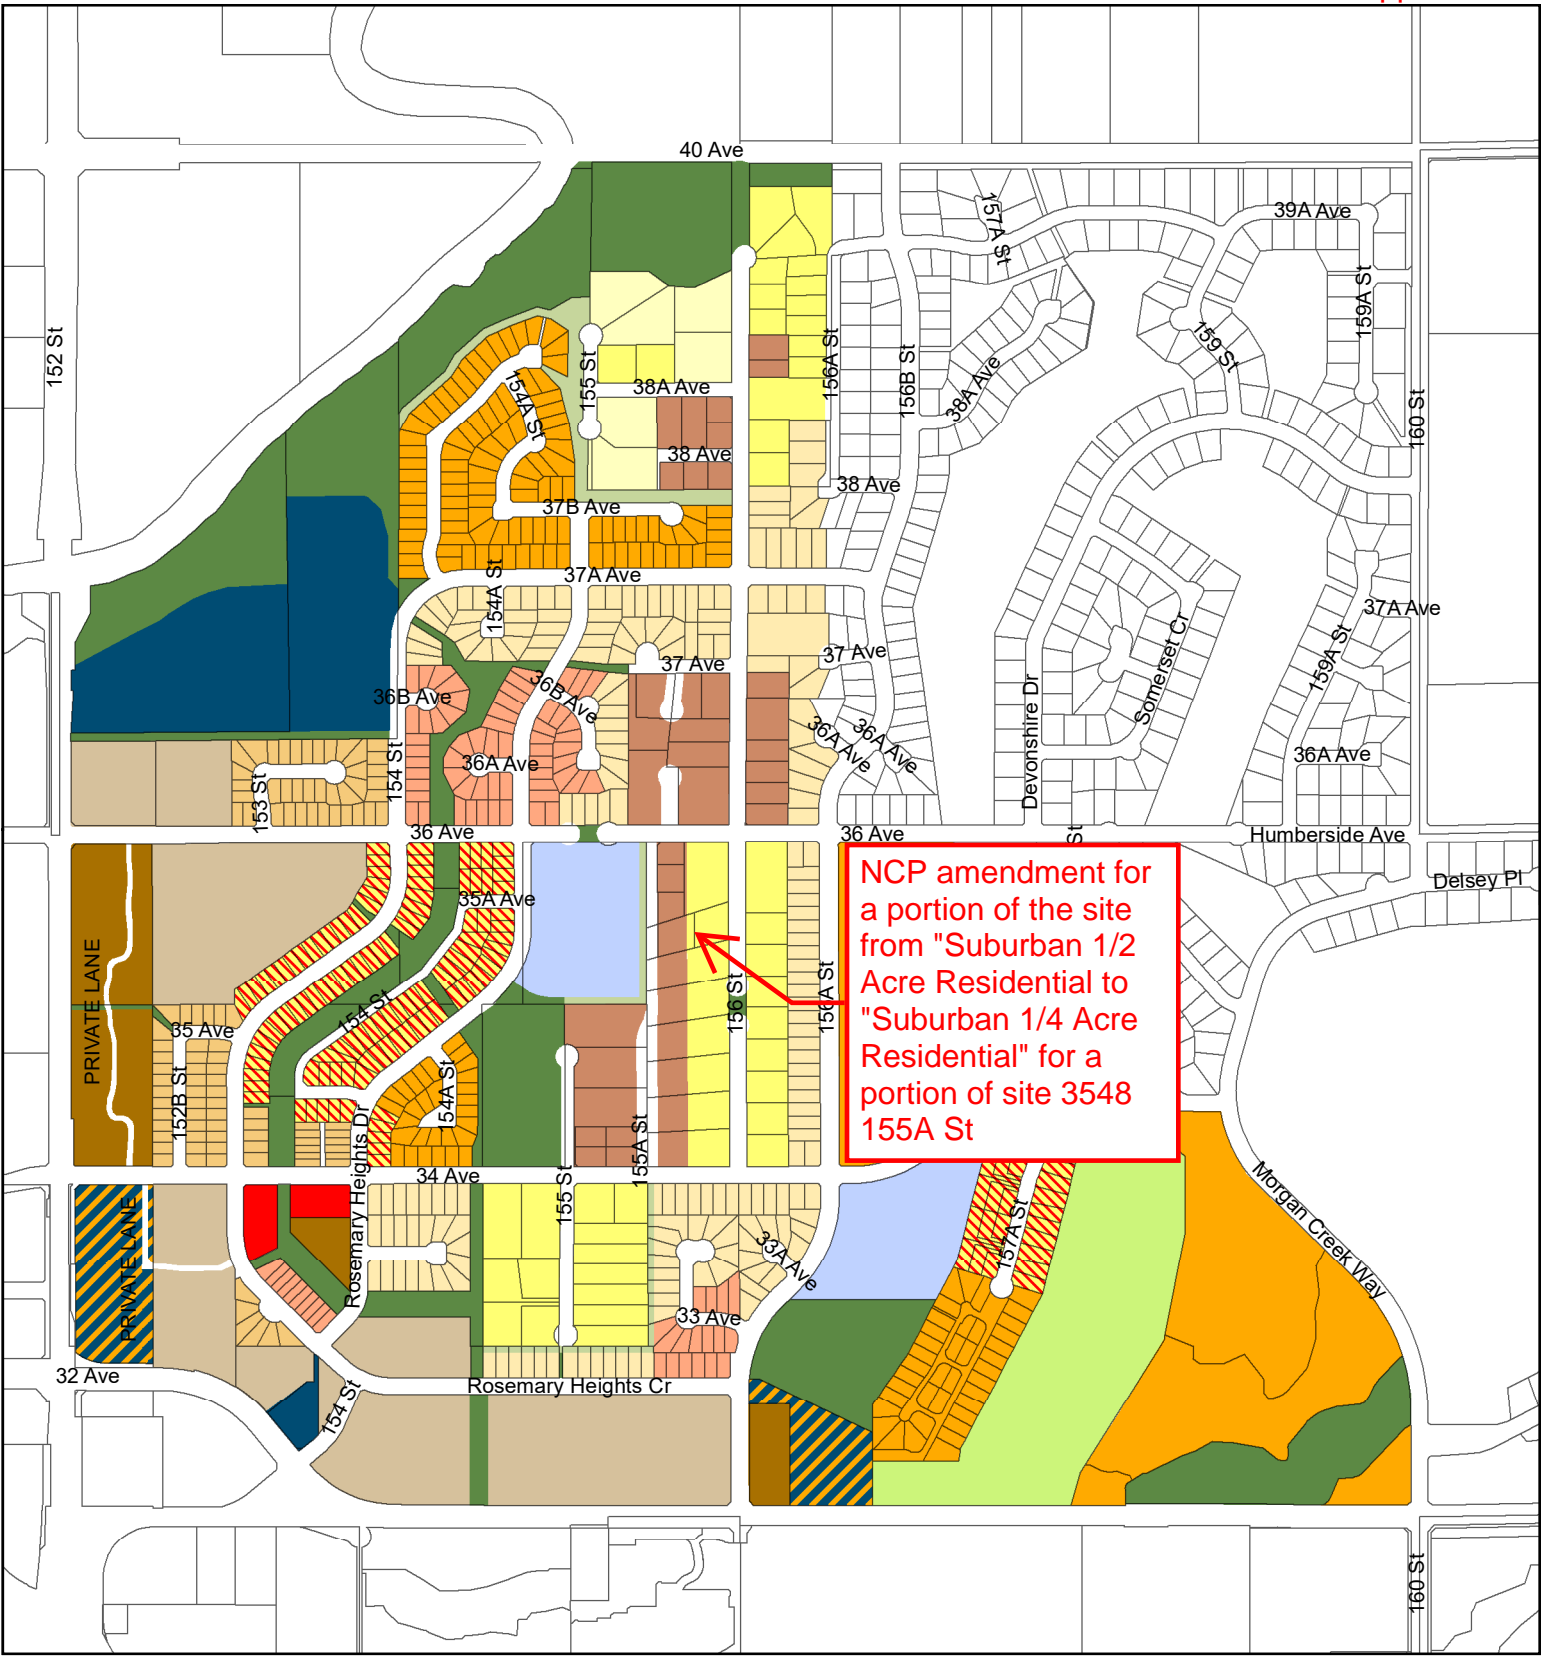 40 Ave
157A St
39A Ave
159A St
152 St
155 St
156A St
156B St
159 St
38A Ave
154A St
38A Ave
160 St
38 Ave
38 Ave
37B Ave
37A Ave
154A St
37A Ave
37 Ave
37 Ave
Somerset Cr
159A St
36B Ave
36B Ave
Devonshire Dr
36A Ave
36A Ave
36A Ave
36A Ave
154 St
153 St
36 Ave
36 Ave
St
Humberside Ave
NCP amendment for
a portion of the site
from "Suburban 1/2
Acre Residential to
"Suburban 1/4 Acre
Residential" for a
portion of site 3548
155A St
Delsey Pl
35A Ave
PRIVATE LANE
154 St
156 St
156A St
35 Ave
152B St
154A St
Rosemary Heights Dr
155A St
34 Ave
155 St
PRIVATE LANE
157A St
Morgan Creek Way
33A Ave
33 Ave
32 Ave
Rosemary Heights Cr
154 St
160 St